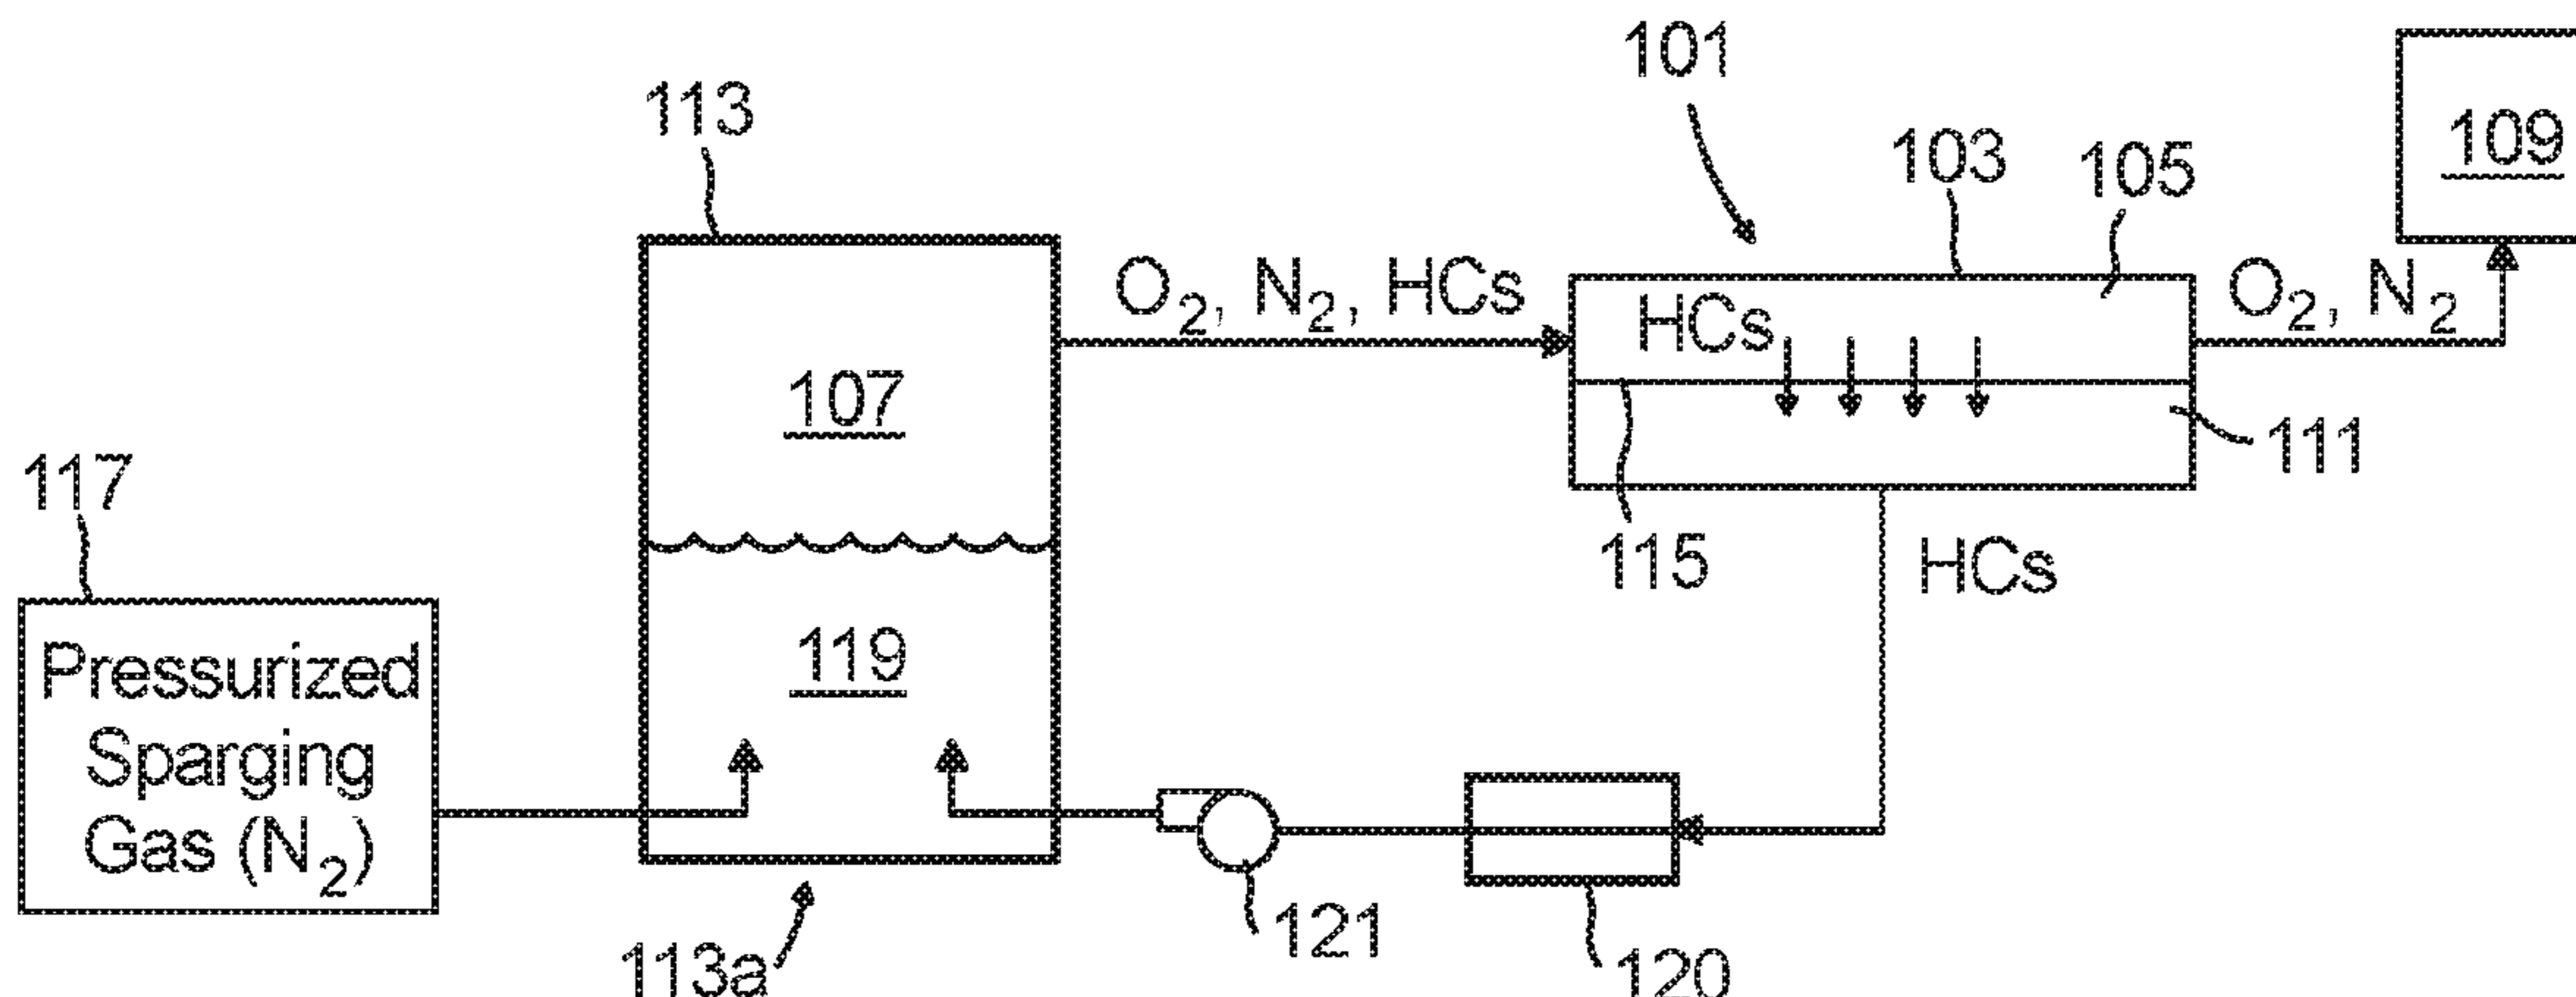 101
109
113
103
105
O2, N2, HCs
HCs
O2, N2
107
117
111
115
HCs
119
Pressurized
Sparging
Gas (N2)
121
113a
120